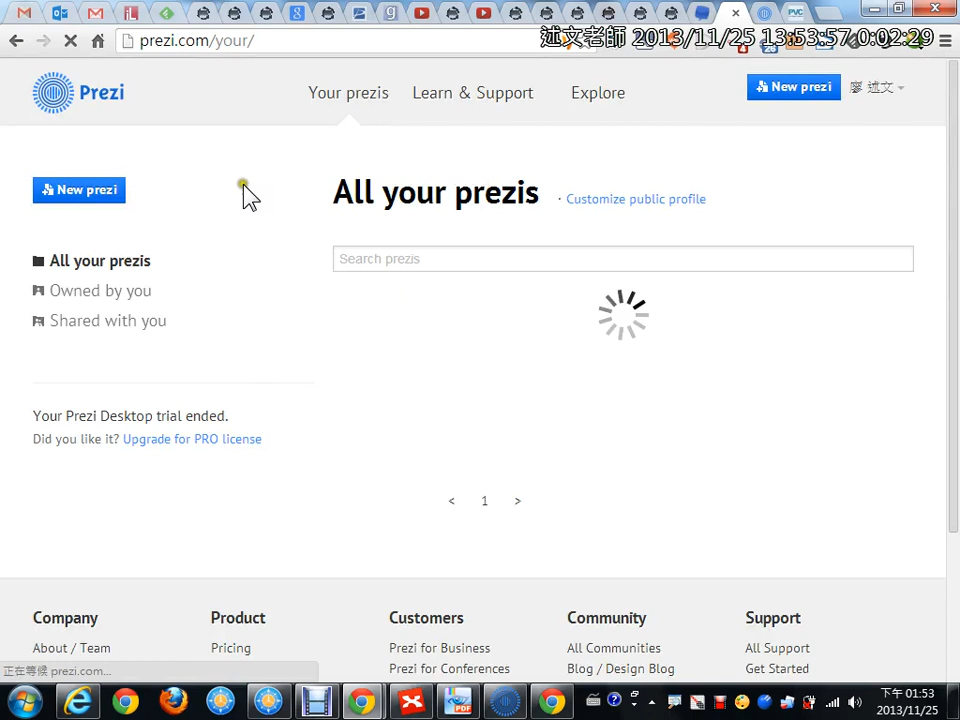 prezi.com/your/
述文老師 2013/11/25 13:53:57 0:02:29
Prezi
Your prezis
Learn & Support
Explore
New prezi
廖 述文
New prezi
All your prezis
· Customize public profile
All your prezis
Search prezis
Owned by you
Shared with you
Your Prezi Desktop trial ended.
Did you like it? Upgrade for PRO license
< 1 >
Company
Product
Customers
Community
Support
About / Team
Pricing
Prezi for Business
All Communities
All Support
Prezi for Conferences
Blog / Design Blog
Get Started
正在等候 prezi.com...
下午 01:53
2013/11/25